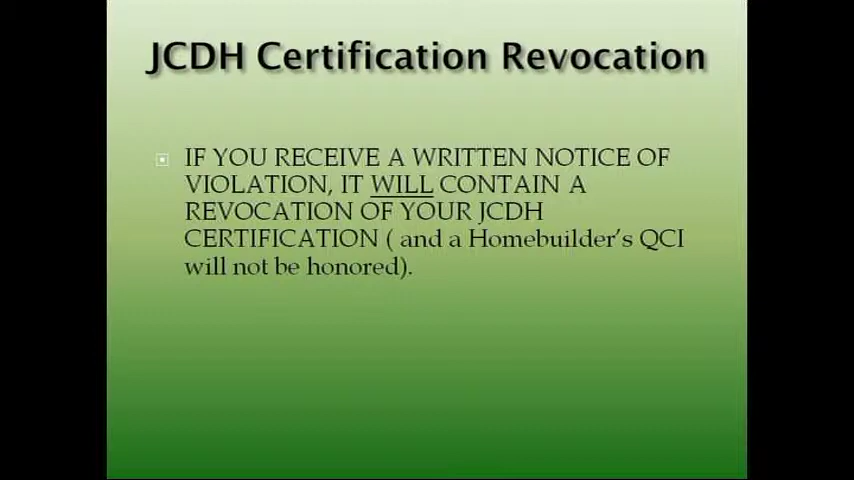 JCDH Certification Revocation
IF YOU RECEIVE A WRITTEN NOTICE OF
VIOLATION, IT WILL CONTAIN A
REVOCATION OF YOUR JCDH
CERTIFICATION ( and a Homebuilder's QCI
will not be honored).